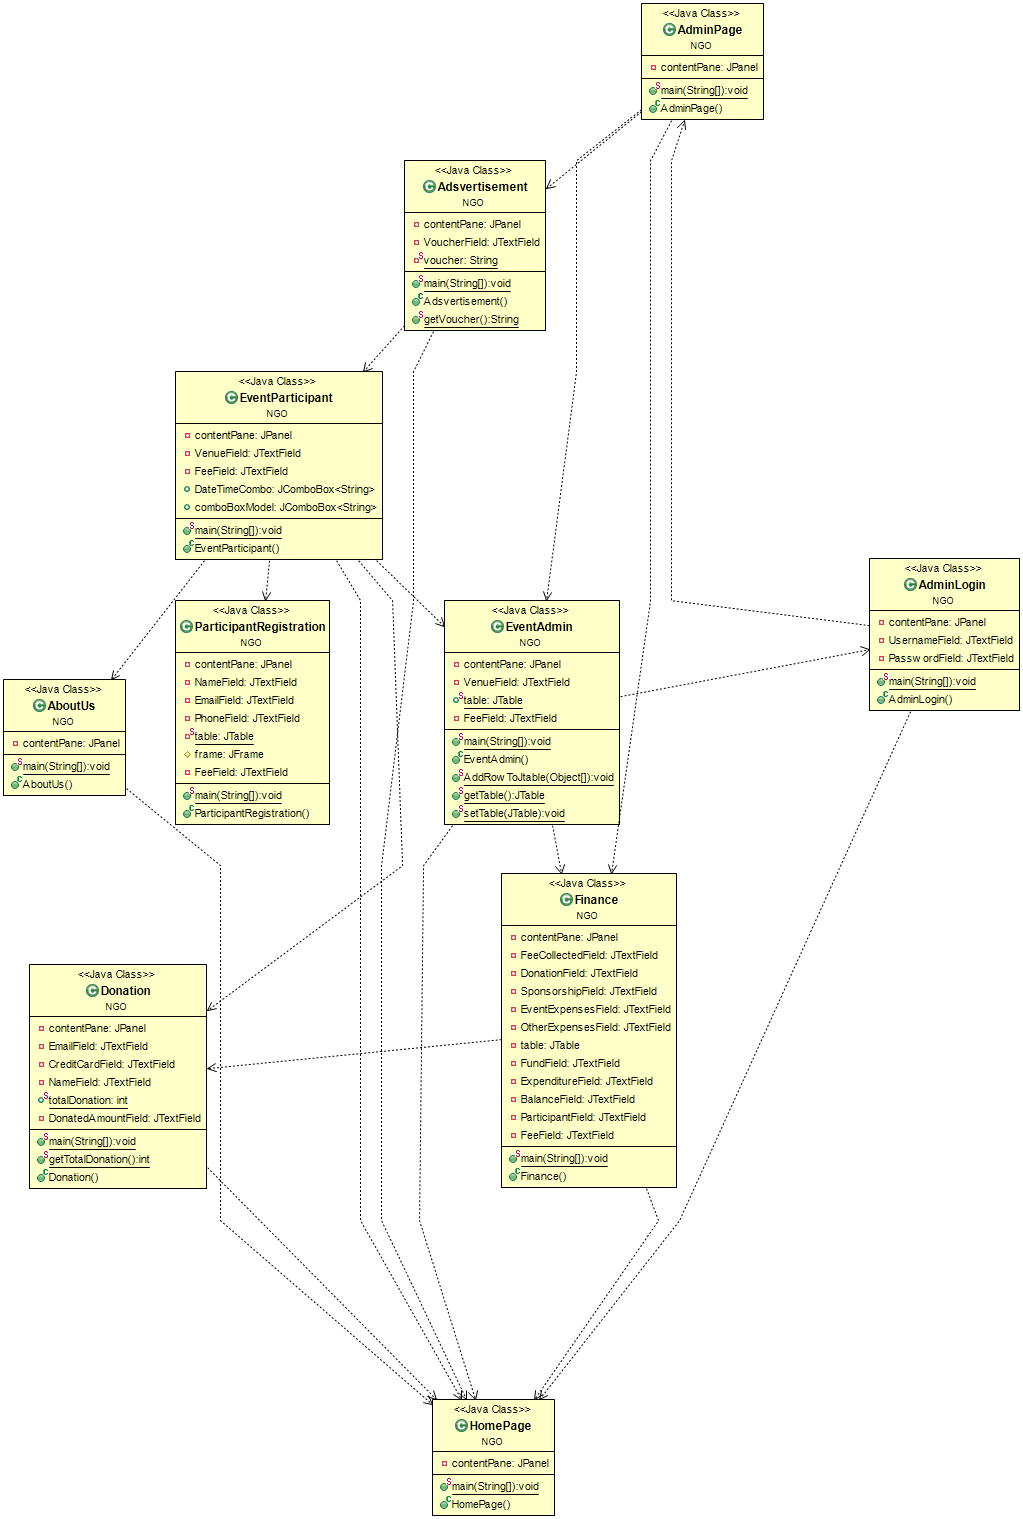 <<Java Class>>
AdminPage
NGO
contentPane: JPanel
main(String[]):void
AdminPage()
<<Java Class>>
Adsvertisement
NGO
contentPane: JPanel
VoucherField: JTextField
voucher: String
main(String[]):void
Adsvertisement()
getVoucher():String
<<Java Class>>
EventParticipant
NGO
contentPane: JPanel
VenueField: JTextField
FeeField: JTextField
DateTimeCombo: JComboBox<String>
comboBoxModel: JComboBox<String>
main(String[]):void
EventParticipant()
<<Java Class>>
AdminLogin
NGO
contentPane: JPanel
UsernameField: JTextField
PasswordField: JTextField
main(String[]):void
AdminLogin()
<<Java Class>>
ParticipantRegistration
NGO
contentPane: JPanel
NameField: JTextField
EmailField: JTextField
PhoneField: JTextField
table: JTable
frame: JFrame
FeeField: JTextField
main(String[]):void
ParticipantRegistration()
<<Java Class>>
EventAdmin
NGO
contentPane: JPanel
VenueField: JTextField
table: JTable
FeeField: JTextField
main(String[]):void
EventAdmin()
AddRowToJtable(Object[]):void
getTable():JTable
setTable(JTable):void
<<Java Class>>
AboutUs
NGO
contentPane: JPanel
main(String[]):void
AboutUs()
<<Java Class>>
Finance
NGO
contentPane: JPanel
FeeCollectedField: JTextField
DonationField: JTextField
SponsorshipField: JTextField
EventExpensesField: JTextField
OtherExpensesField: JTextField
table: JTable
FundField: JTextField
ExpenditureField: JTextField
BalanceField: JTextField
ParticipantField: JTextField
FeeField: JTextField
main(String[]):void
Finance()
<<Java Class>>
Donation
NGO
contentPane: JPanel
EmailField: JTextField
CreditCardField: JTextField
NameField: JTextField
totalDonation: int
DonatedAmountField: JTextField
main(String[]):void
getTotalDonation():int
Donation()
<<Java Class>>
HomePage
NGO
contentPane: JPanel
main(String[]):void
HomePage()